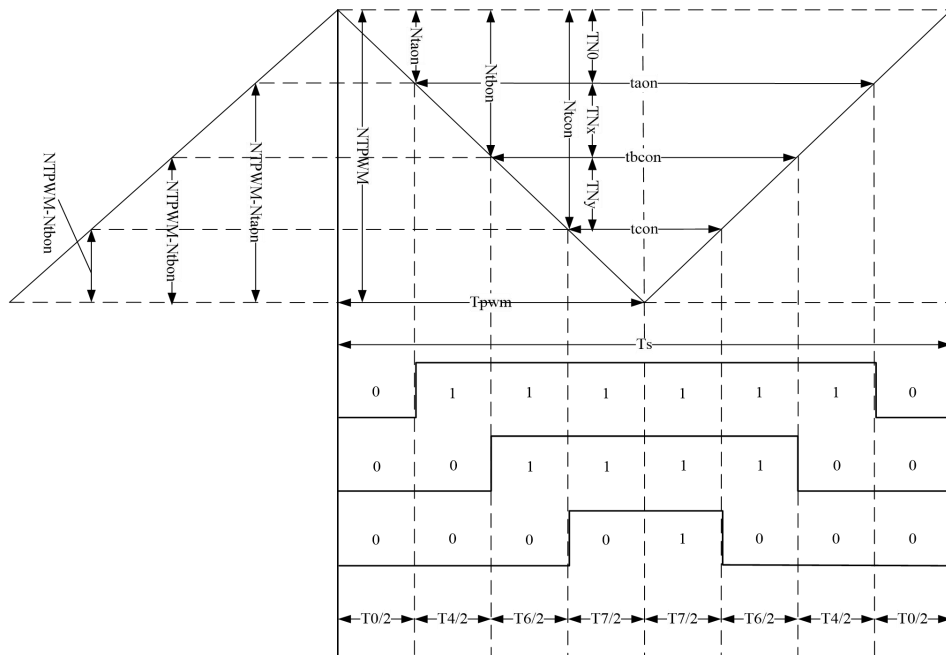 Ntaon
Ntbon
Ntcon
TN0
taon
TNx
NTPWM
NTPWM-Ntaon
NTPWM-Ntbon
NTPWM-Ntbon
tbcon
TNy
tcon
Tpwm
Ts
0 1 1 1 1 1 1 0
0 0 1 1 1 1 0 0
0 0 0 0 1 0 0 0
T0/2 T4/2 T6/2 T7/2 T7/2 T6/2 T4/2 T0/2